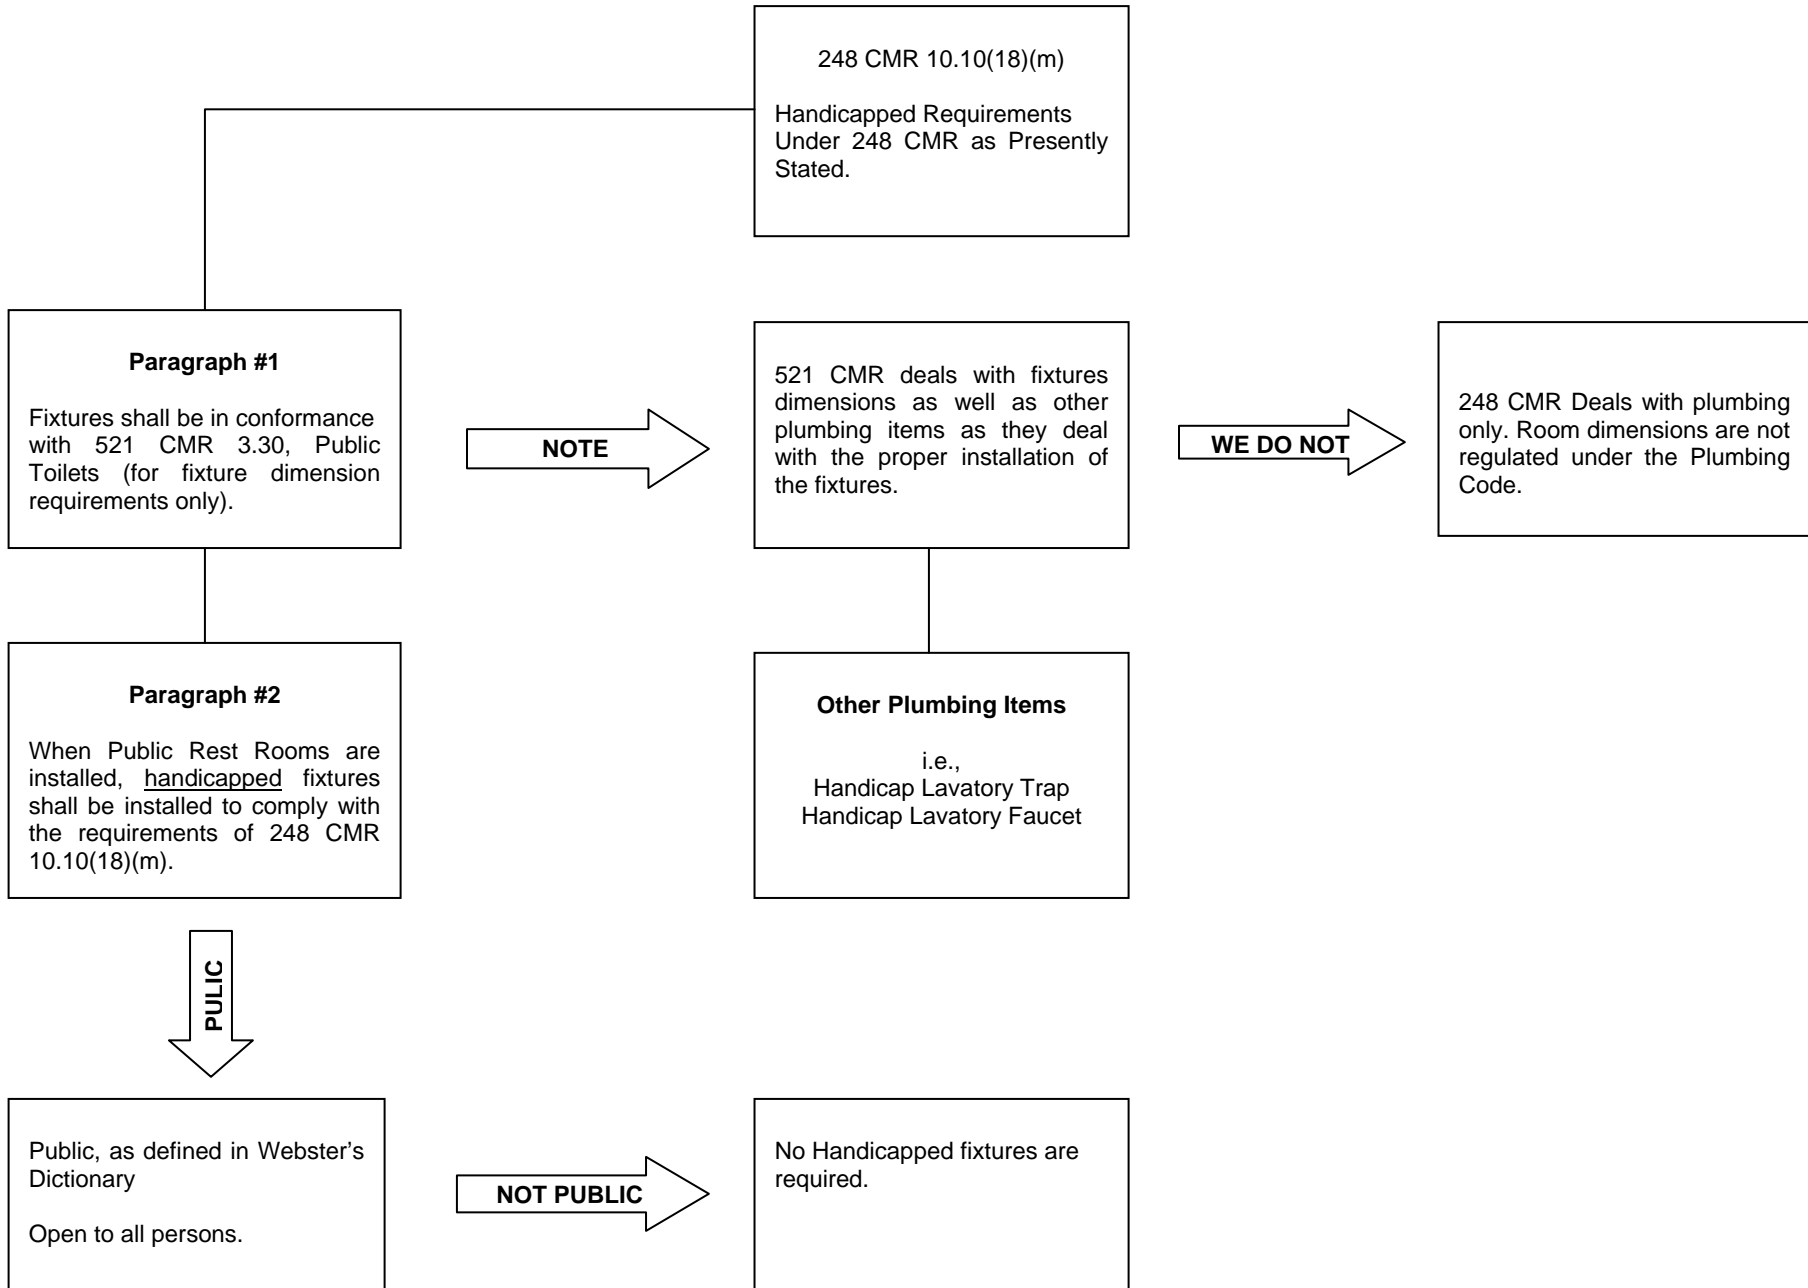 248 CMR 10.10(18)(m)
Handicapped Requirements
Under 248 CMR as Presently
Stated.
Paragraph #1
Fixtures shall be in conformance
with 521 CMR 3.30, Public
Toilets (for fixture dimension
requirements only).
NOTE
521 CMR deals with fixtures
dimensions as well as other
plumbing items as they deal
with the proper installation of
the fixtures.
WE DO NOT
248 CMR Deals with plumbing
only. Room dimensions are not
regulated under the Plumbing
Code.
Paragraph #2
When Public Rest Rooms are
installed, handicapped fixtures
shall be installed to comply with
the requirements of 248 CMR
10.10(18)(m).
Other Plumbing Items
i.e.,
Handicap Lavatory Trap
Handicap Lavatory Faucet
PULIC
Public, as defined in Webster’s
Dictionary
Open to all persons.
NOT PUBLIC
No Handicapped fixtures are
required.